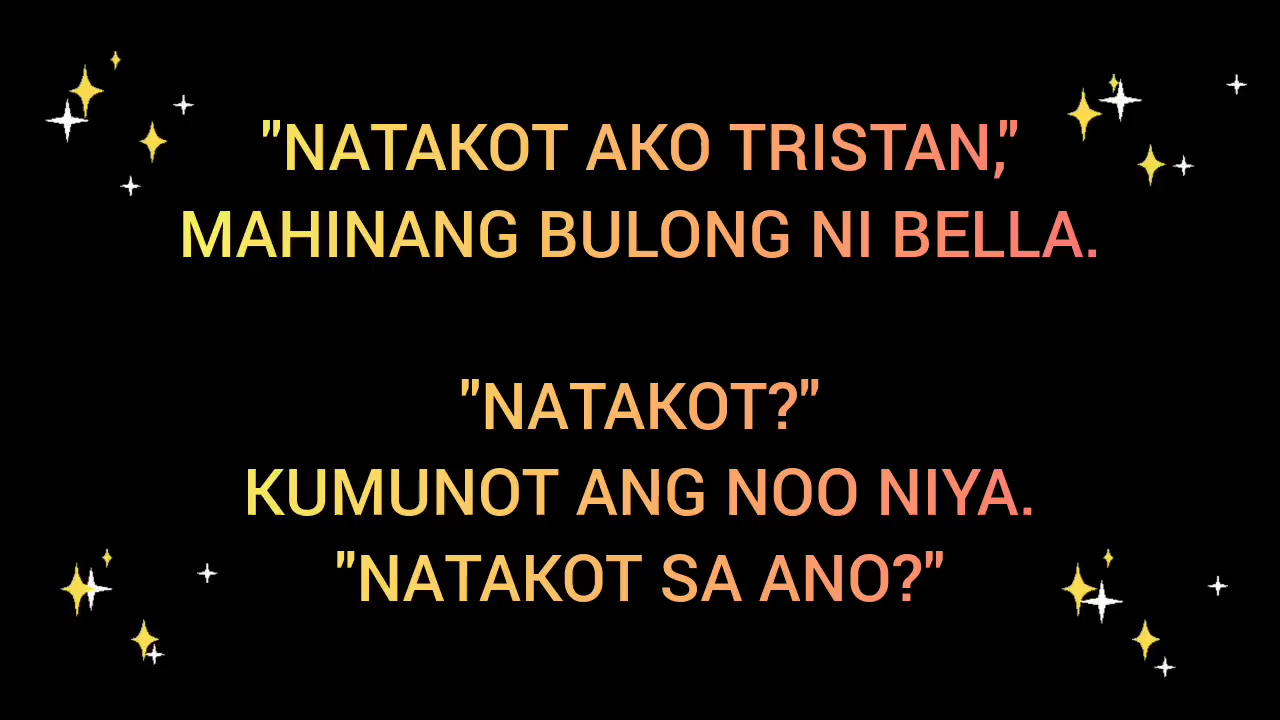 "NATAKOT AKO TRISTAN,"
MAHINANG BULONG NI BELLA.
"NATAKOT?"
KUMUNOT ANG NOO NIYA.
"NATAKOT SA ANO?"